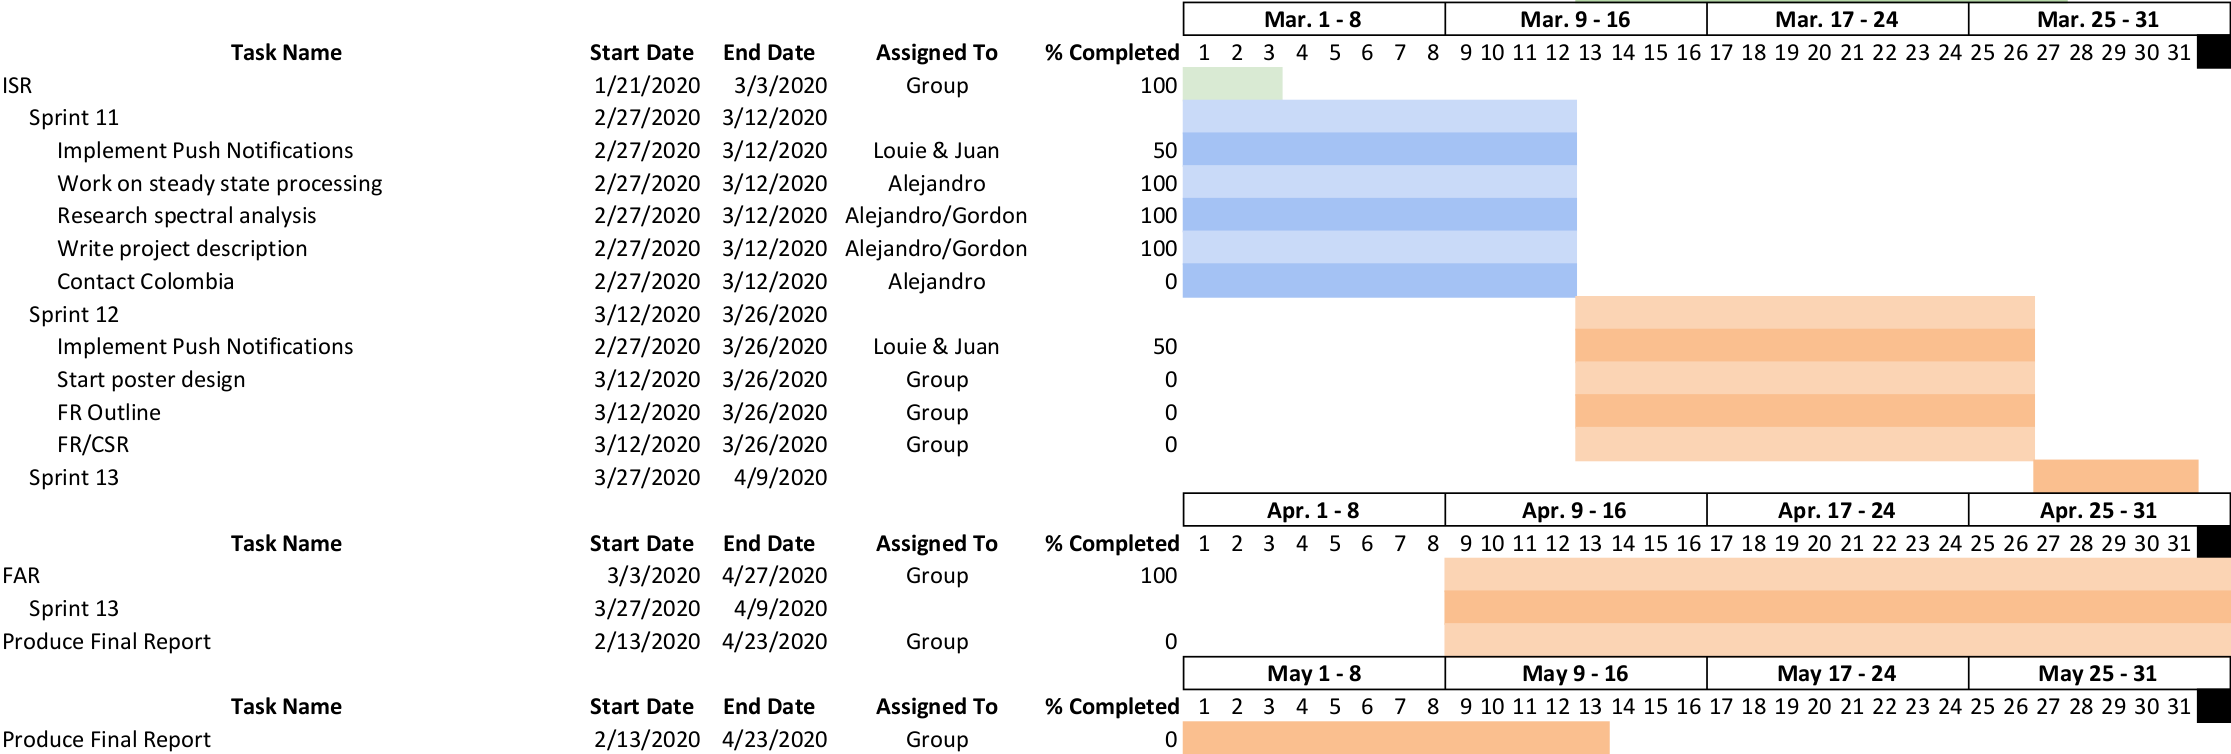 Mar. 1 - 8 Mar. 9 - 16 Mar. 17 - 24 Mar. 25 - 31
Task Name Start Date End Date Assigned To % Completed 1 2 3 4 5 6 7 8 9 10 11 12 13 14 15 16 17 18 19 20 21 22 23 24 25 26 27 28 29 30 31
ISR 1/21/2020 3/3/2020 Group 100
Sprint 11 2/27/2020 3/12/2020
Implement Push Notifications 2/27/2020 3/12/2020 Louie & Juan 50
Work on steady state processing 2/27/2020 3/12/2020 Alejandro 100
Research spectral analysis 2/27/2020 3/12/2020 Alejandro/Gordon 100
Write project description 2/27/2020 3/12/2020 Alejandro/Gordon 100
Contact Colombia 2/27/2020 3/12/2020 Alejandro 0
Sprint 12 3/12/2020 3/26/2020
Implement Push Notifications 2/27/2020 3/26/2020 Louie & Juan 50
Start poster design 3/12/2020 3/26/2020 Group 0
FR Outline 3/12/2020 3/26/2020 Group 0
FR/CSR 3/12/2020 3/26/2020 Group 0
Sprint 13 3/27/2020 4/9/2020
Apr. 1 - 8 Apr. 9 - 16 Apr. 17 - 24 Apr. 25 - 31
Task Name Start Date End Date Assigned To % Completed 1 2 3 4 5 6 7 8 9 10 11 12 13 14 15 16 17 18 19 20 21 22 23 24 25 26 27 28 29 30 31
FAR 3/3/2020 4/27/2020 Group 100
Sprint 13 3/27/2020 4/9/2020
Produce Final Report 2/13/2020 4/23/2020 Group 0
May 1 - 8 May 9 - 16 May 17 - 24 May 25 - 31
Task Name Start Date End Date Assigned To % Completed 1 2 3 4 5 6 7 8 9 10 11 12 13 14 15 16 17 18 19 20 21 22 23 24 25 26 27 28 29 30 31
Produce Final Report 2/13/2020 4/23/2020 Group 0